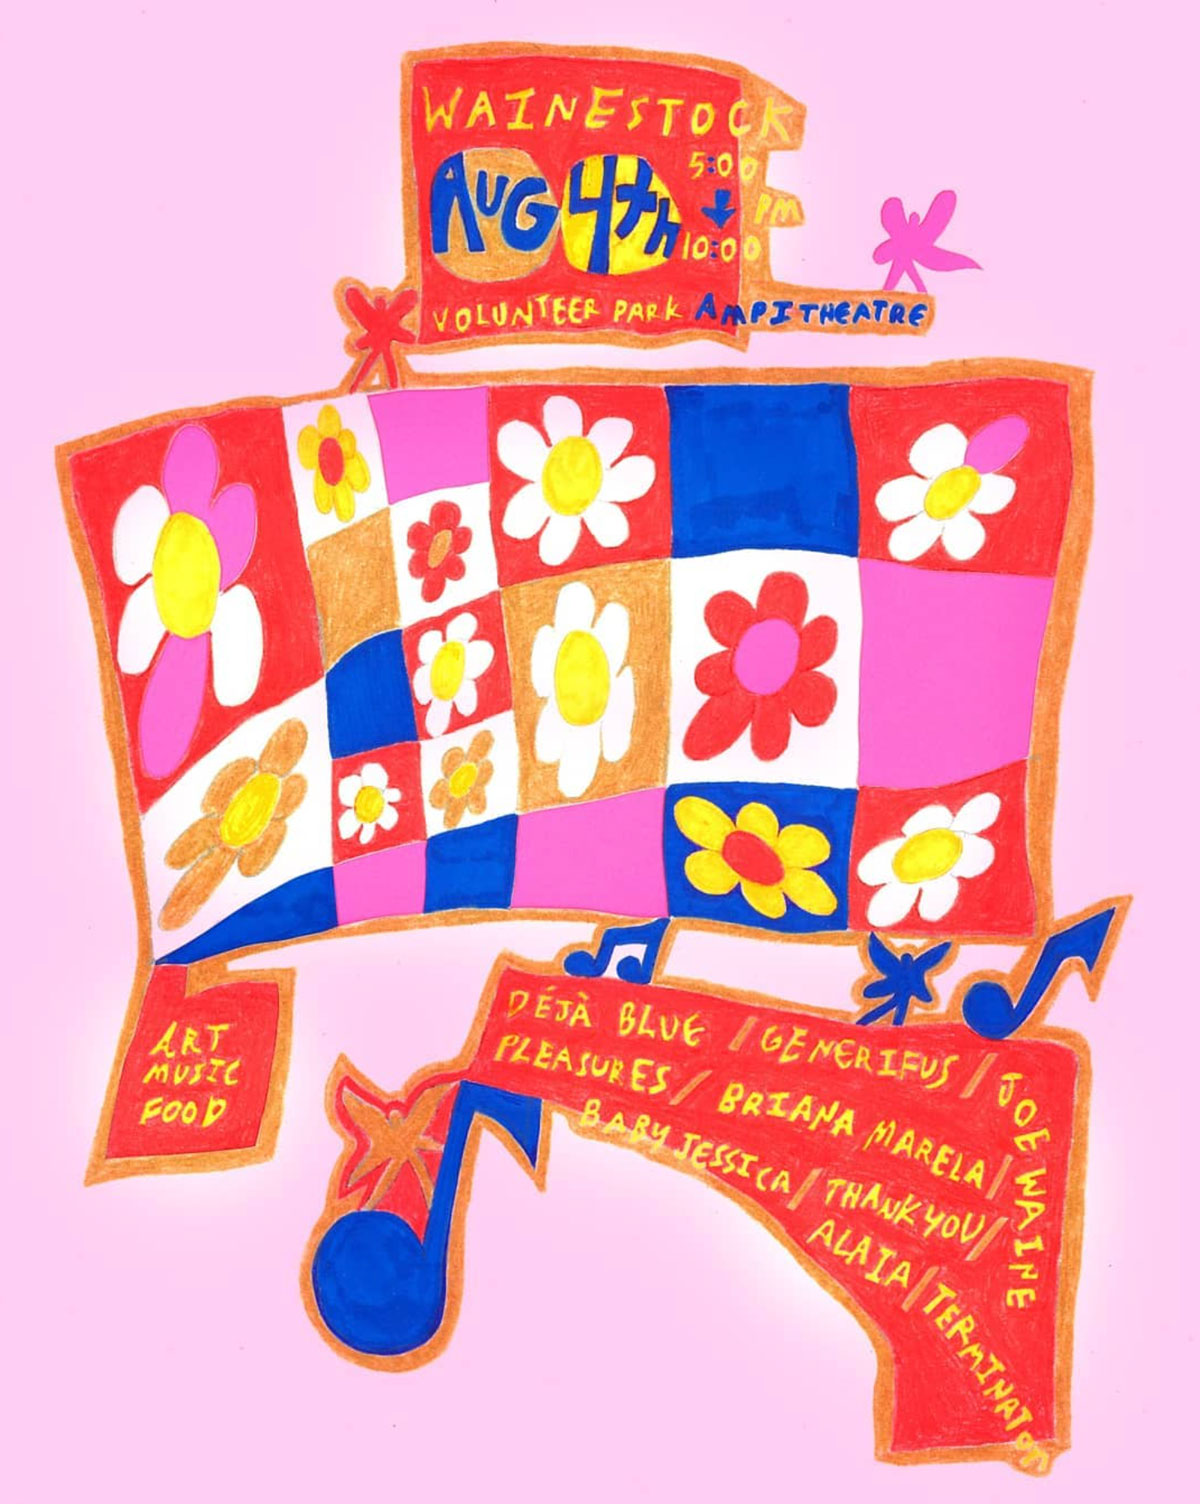 WAINESTOCK
AUG 4th
5:00
PM
10:00
VOLUNTEER PARK AMPITHEATRE
ART
MUSIC
FOOD
DÉJÀ BLUE / GENERIFUS /
PLEASURES / BRIANA MARELA /
BABY JESSICA / THANK YOU /
ALAIA / TERMINATOR
JOE WAINE